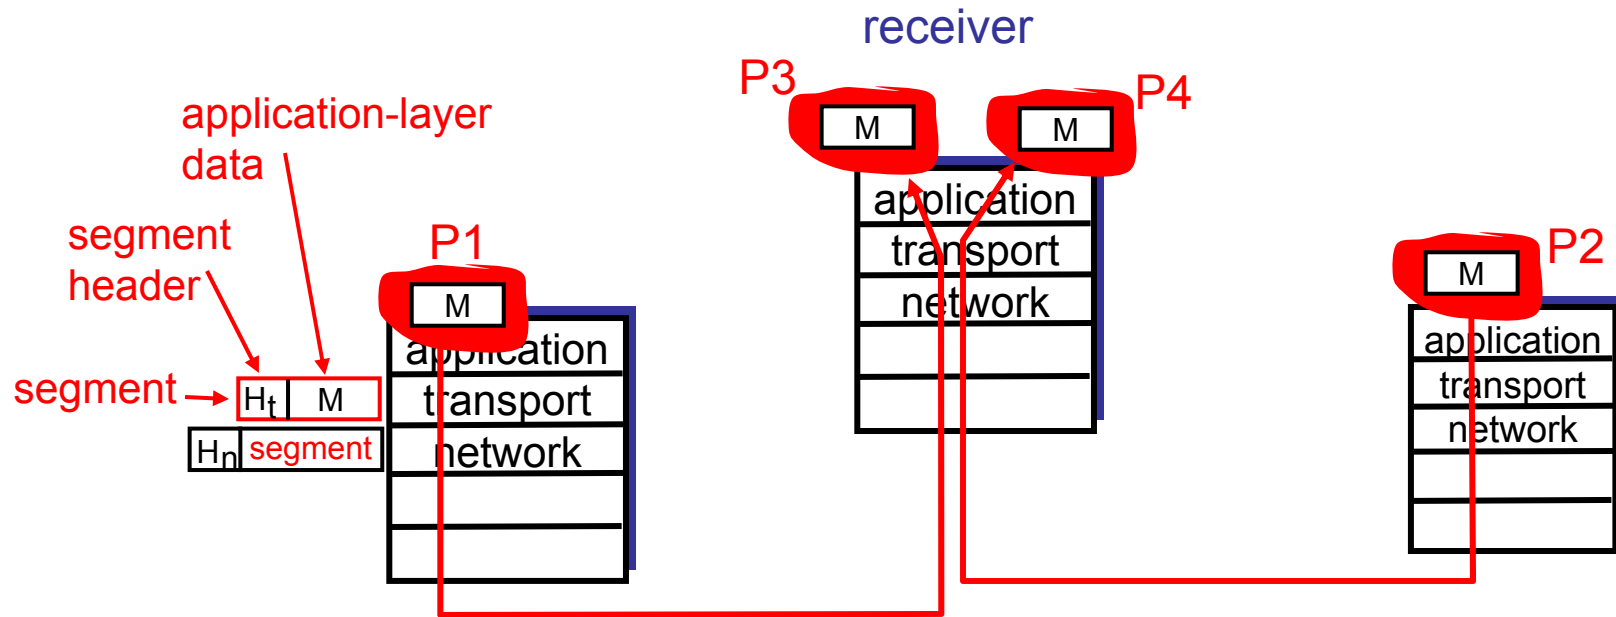 receiver
P3
M
M
P4
application-layer
data
segment
header
segment
Ht M
Hn segment
P1
M
application
transport
network
application
transport
network
P2
M
application
transport
network